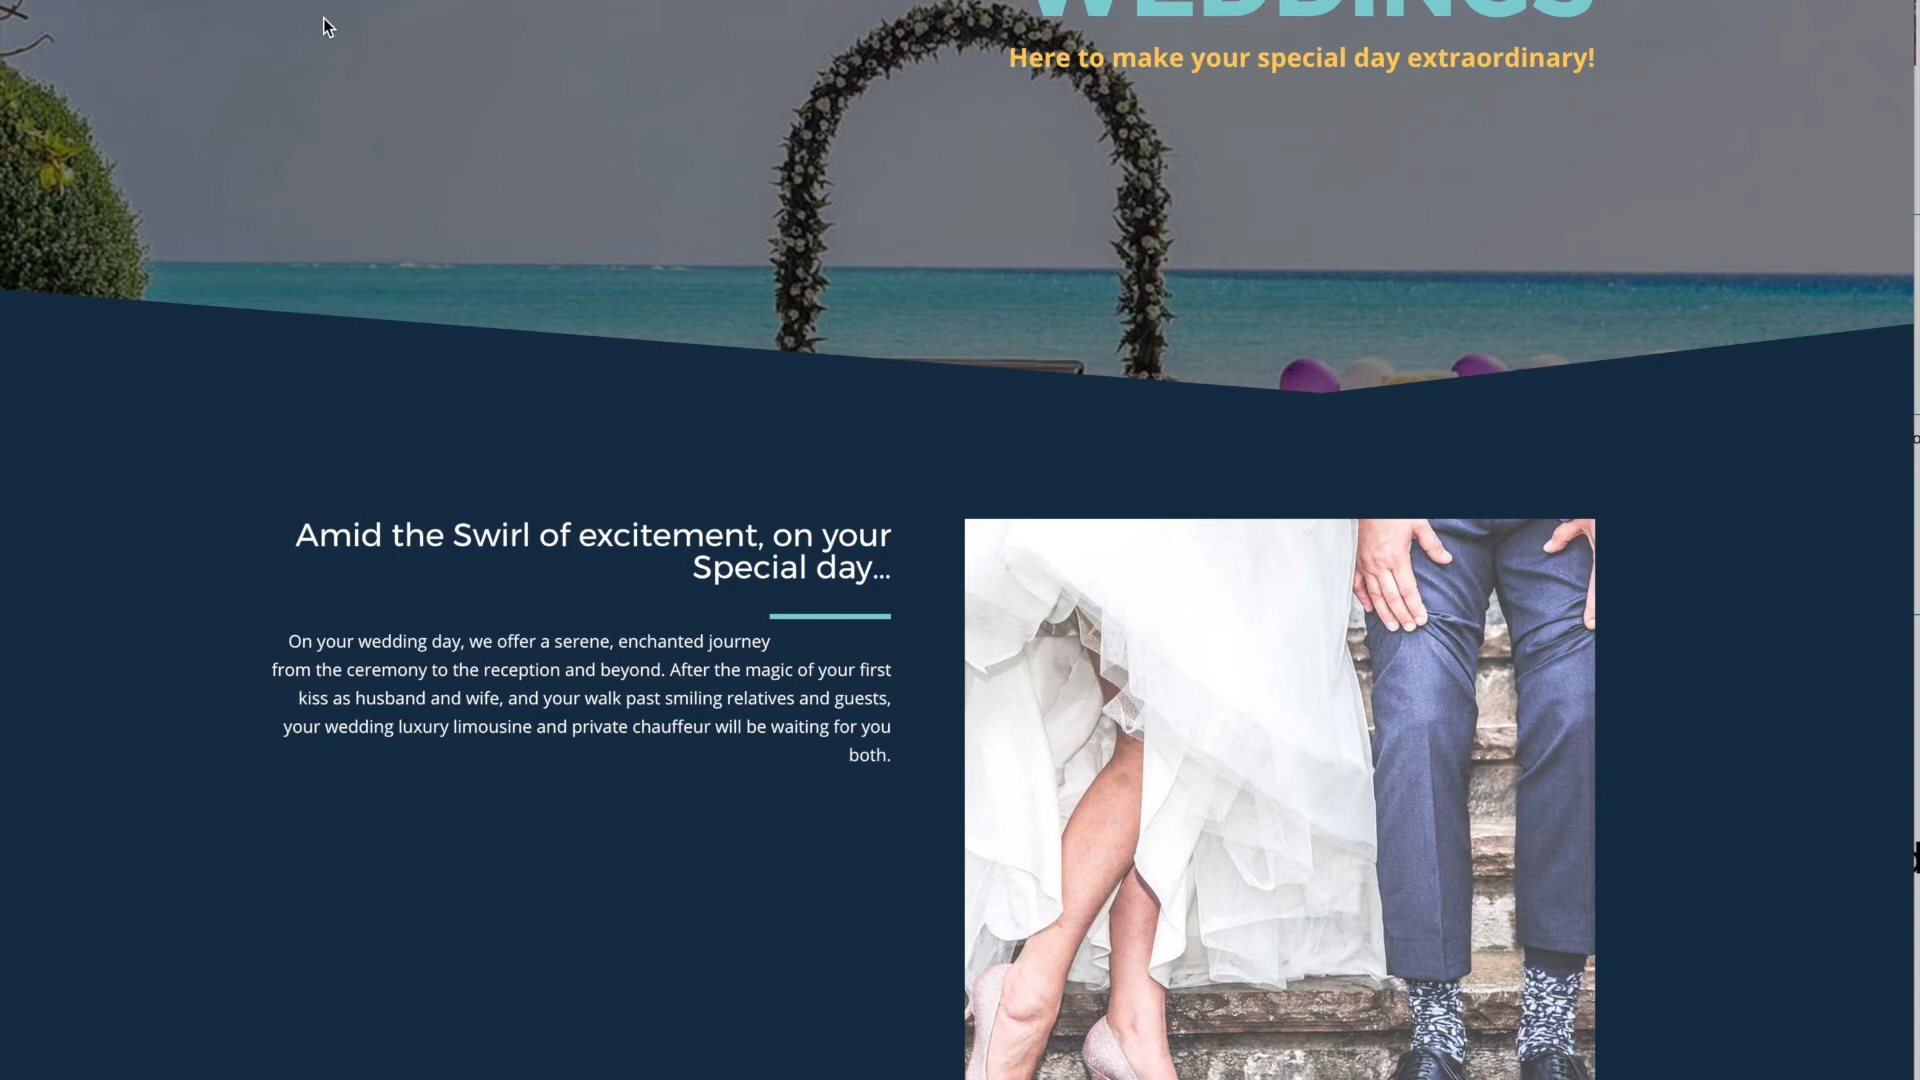 WEDDINGS
Here to make your special day extraordinary!
Amid the Swirl of excitement, on your
Special day...
On your wedding day, we offer a serene, enchanted journey
from the ceremony to the reception and beyond. After the magic of your first
kiss as husband and wife, and your walk past smiling relatives and guests,
your wedding luxury limousine and private chauffeur will be waiting for you
both.